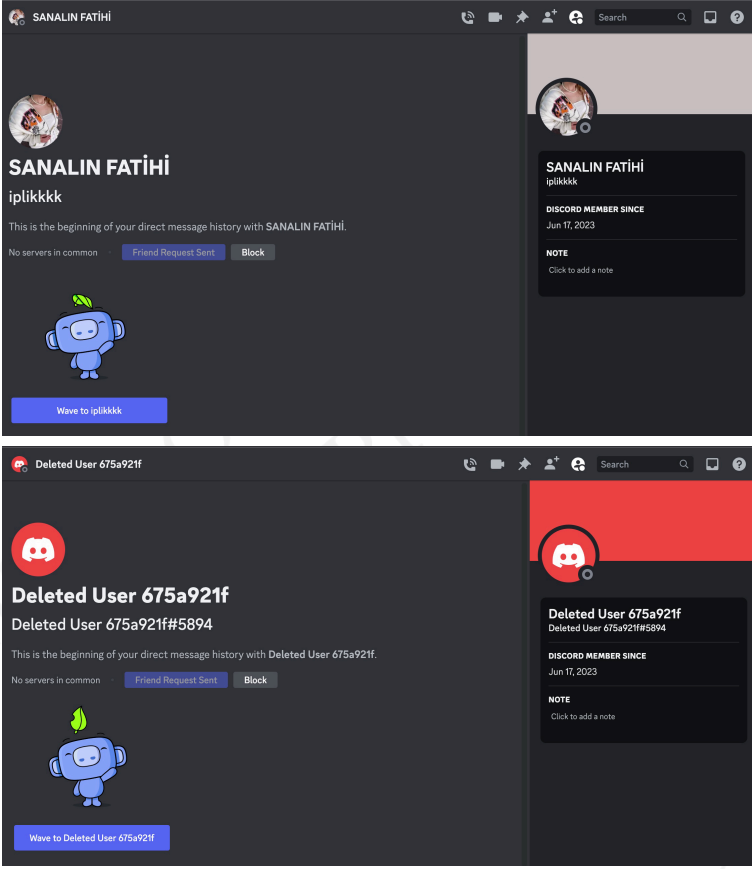 SANALIN FATİHİ
Search
SANALIN FATİHİ
iplikkkk
This is the beginning of your direct message history with SANALIN FATİHİ.
No servers in common
Friend Request Sent
Block
Wave to iplikkkk
SANALIN FATİHİ
iplikkkk
DISCORD MEMBER SINCE
Jun 17, 2023
NOTE
Click to add a note
Deleted User 675a921f
Search
Deleted User 675a921f
Deleted User 675a921f#5894
This is the beginning of your direct message history with Deleted User 675a921f.
No servers in common
Friend Request Sent
Block
Wave to Deleted User 675a921f
Deleted User 675a921f
Deleted User 675a921f#5894
DISCORD MEMBER SINCE
Jun 17, 2023
NOTE
Click to add a note